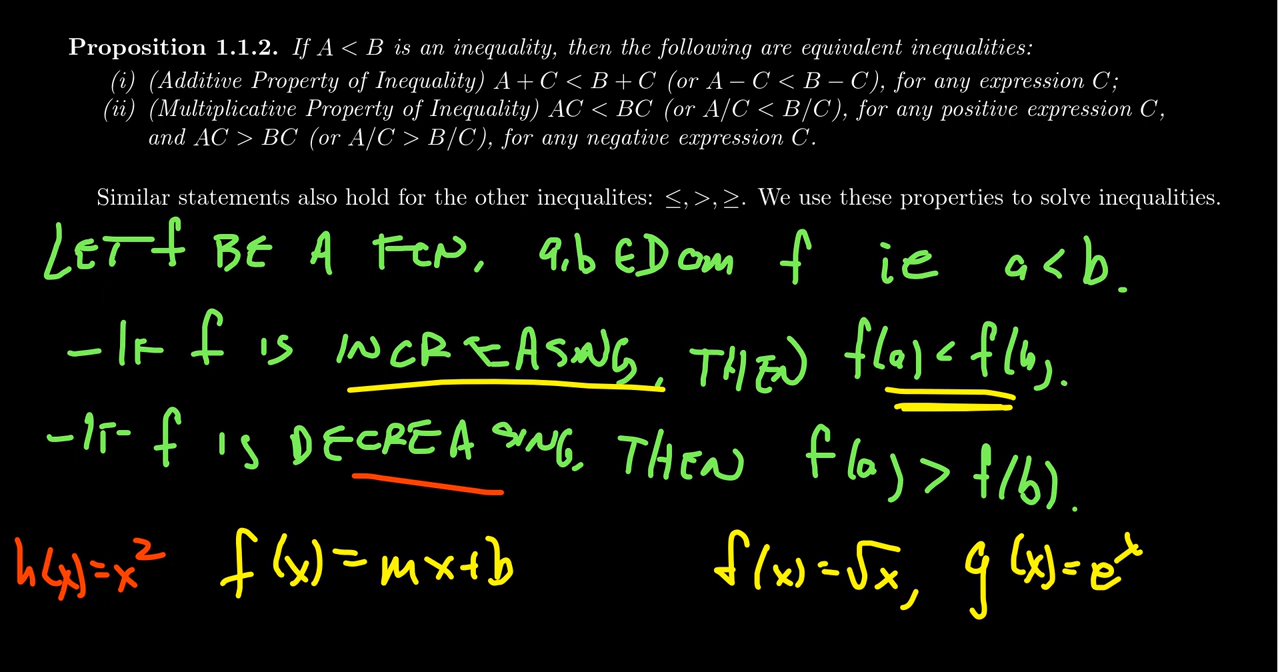 Proposition 1.1.2. If A < B is an inequality, then the following are equivalent inequalities:
(i) (Additive Property of Inequality) A + C < B + C (or A − C < B − C), for any expression C;
(ii) (Multiplicative Property of Inequality) AC < BC (or A/C < B/C), for any positive expression C,
and AC > BC (or A/C > B/C), for any negative expression C.
Similar statements also hold for the other inequalites: ≤, >, ≥. We use these properties to solve inequalities.
LET f BE A FCN, a,b ∈ Dom f ie a < b.
– IF f IS INCREASING, THEN f(a) < f(b).
– IF f IS DECREASING, THEN f(a) > f(b).
h(x) = x² f(x) = mx+b f(x) = √x, g(x) = eˣ